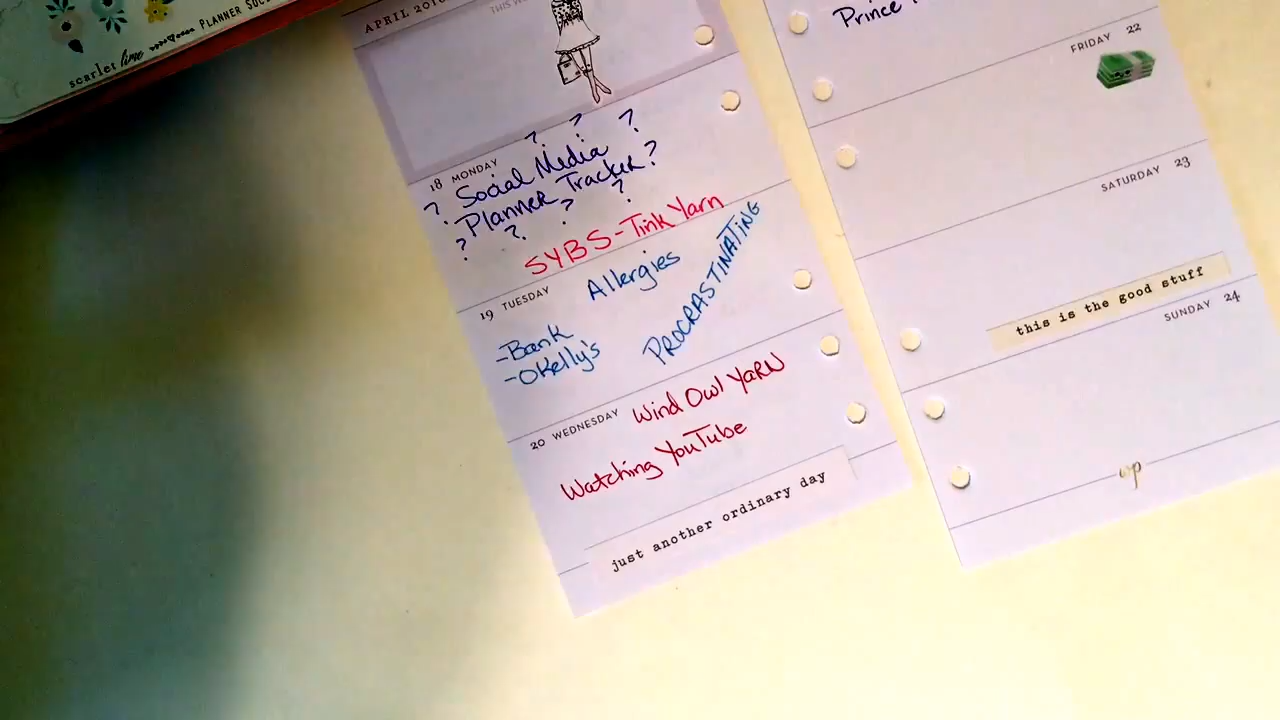 scarlet lime
PLANNER SOC
APRIL 2016
THIS W
18 MONDAY
? ? ?
? Social Media
? Planner Tracker?
? ? ?
SYBS-Tink Yarn
19 TUESDAY
Allergies
PROCRASTINATING
-Bank
-OKelly's
20 WEDNESDAY
Wind Owl YARN
Watching YouTube
just another ordinary day
Prince
FRIDAY 22
SATURDAY 23
this is the good stuff
SUNDAY 24